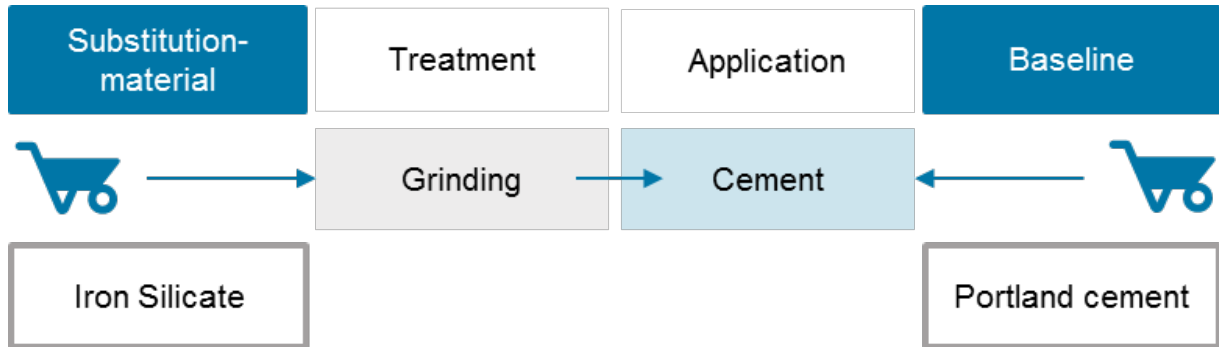 Substitution-
material
Treatment
Application
Baseline
Grinding
Cement
Iron Silicate
Portland cement